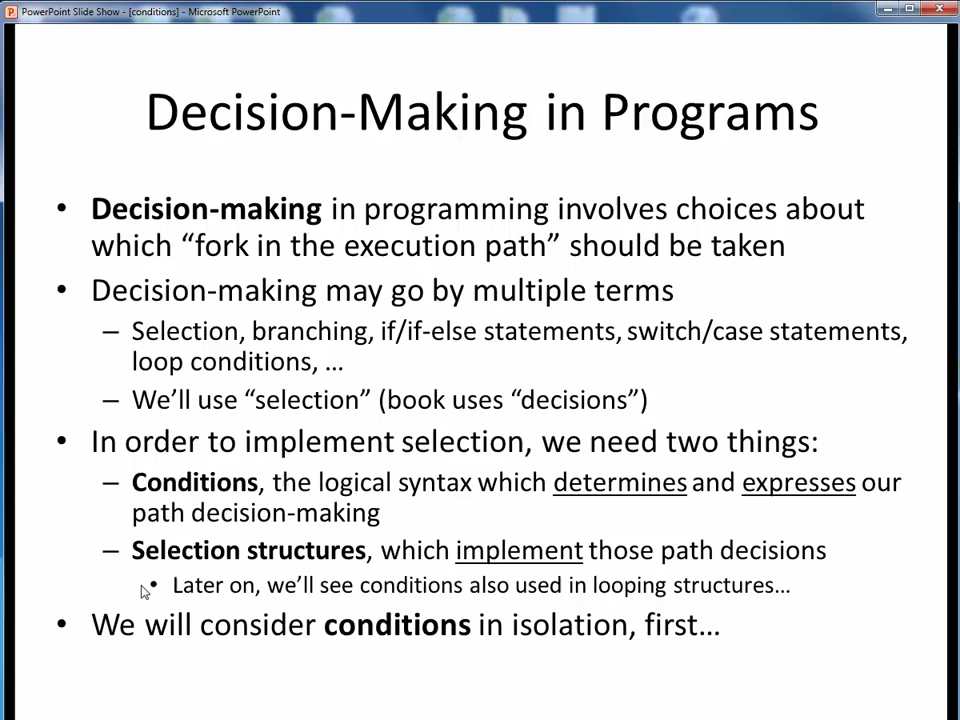 PowerPoint Slide Show - [conditions] - Microsoft PowerPoint
Decision-Making in Programs
• Decision-making in programming involves choices about
which “fork in the execution path” should be taken
• Decision-making may go by multiple terms
– Selection, branching, if/if-else statements, switch/case statements,
loop conditions, …
– We’ll use “selection” (book uses “decisions”)
• In order to implement selection, we need two things:
– Conditions, the logical syntax which determines and expresses our
path decision-making
– Selection structures, which implement those path decisions
• Later on, we’ll see conditions also used in looping structures…
• We will consider conditions in isolation, first…